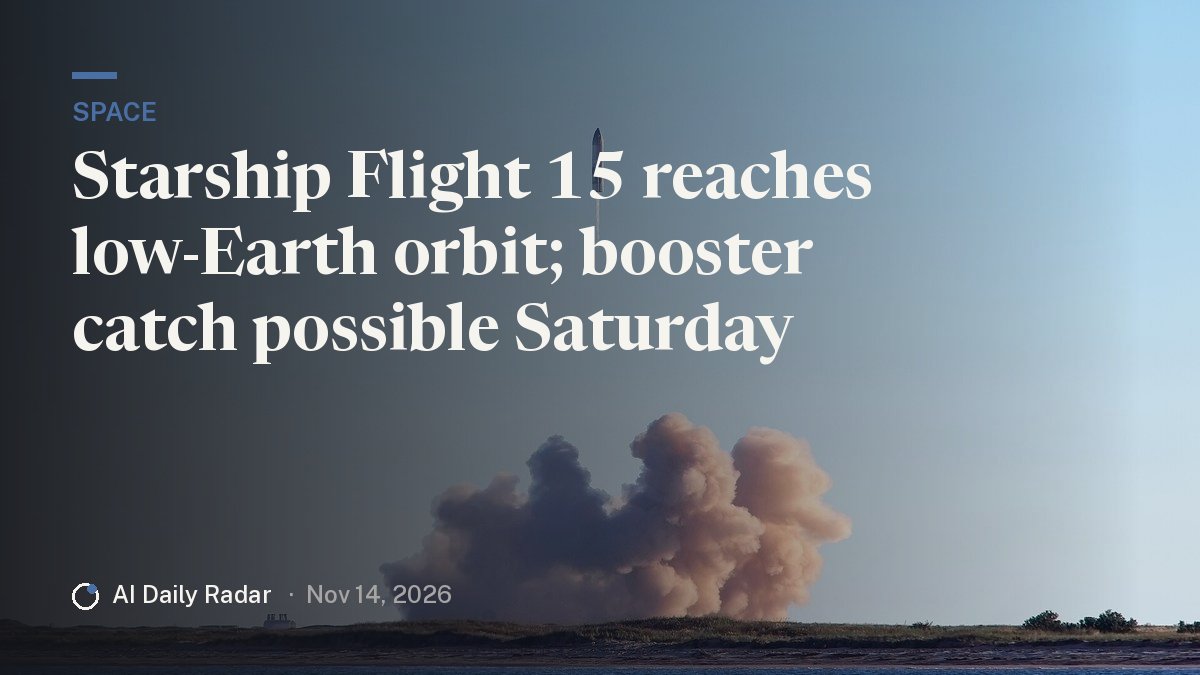 SPACE
Starship Flight 15 reaches
low-Earth orbit; booster
catch possible Saturday
AI Daily Radar · Nov 14, 2026